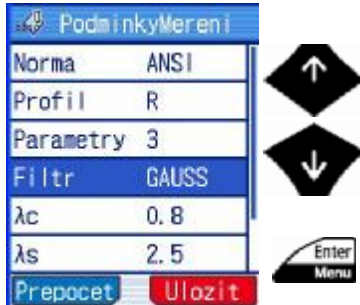 PodminkyMereni
Norma ANSI
Profil R
Parametry 3
Filtr GAUSS
λc 0.8
λs 2.5
Prepocet Ulozit
Enter
Menu